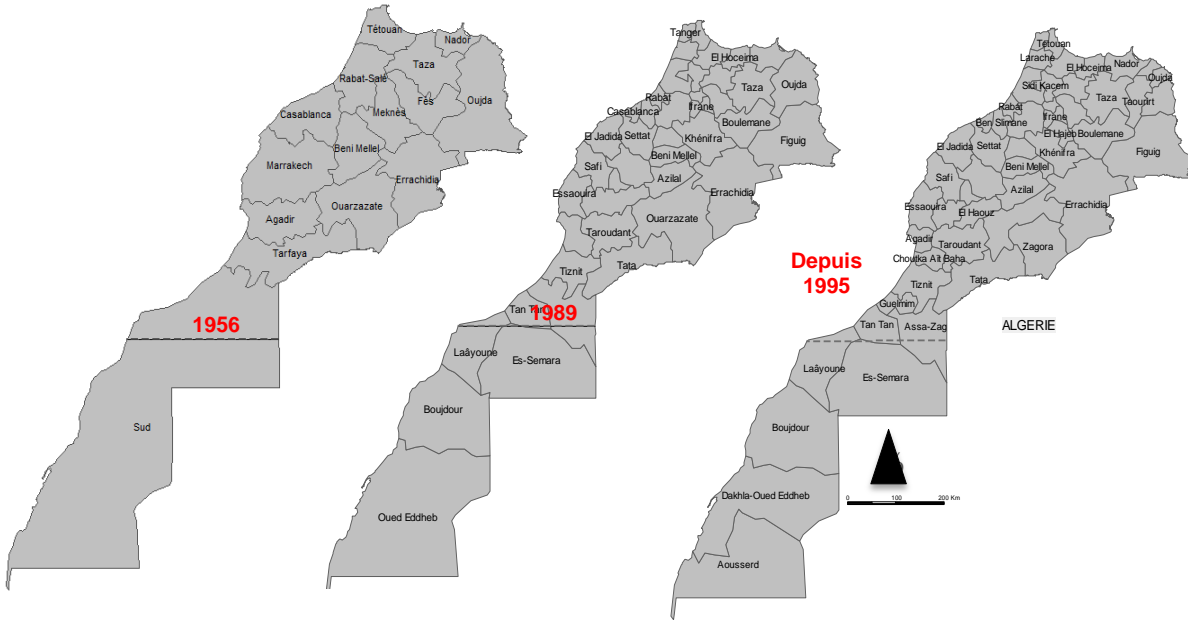 Tétouan
Nador
Taza
Rabat-Salé
Fès
Oujda
Casablanca
Meknès
Beni Mellel
Marrakech
Errachidia
Ouarzazate
Agadir
Tarfaya
1956
Sud
Tanger
El Hoceima
Oujda
Taza
Rabat
Ifrane
Casablanca
Boulemane
El Jadida
Settat
Khénifra
Figuig
Beni Mellel
Safi
Azilal
Essaouira
Errachidia
Ouarzazate
Taroudant
Tiznit
Tata
Tan Tan
1989
Laâyoune
Es-Semara
Boujdour
Oued Eddheb
Depuis
1995
Tétouan
Larache
El Hoceima
Nador
Oujda
Sidi Kacem
Taza
Taourirt
Rabat
Ifrane
Ben Slimane
El Hajeb
Boulemane
El Jadida
Settat
Khénifra
Figuig
Beni Mellel
Safi
Azilal
Essaouira
El Haouz
Errachidia
Agadir
Taroudant
Zagora
Choutka Aït Baha
Tiznit
Tata
Guelmim
Tan Tan
Assa-Zag
ALGERIE
Laâyoune
Es-Semara
Boujdour
Dakhla-Oued Eddheb
Aousserd
0 100 200 Km